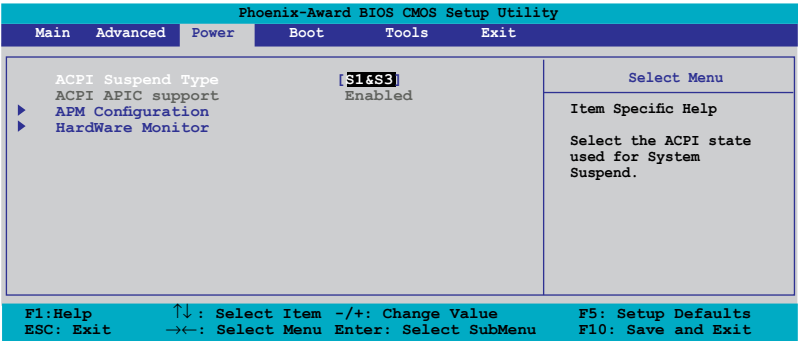 Phoenix-Award BIOS CMOS Setup Utility
Main Advanced Power Boot Tools Exit
ACPI Suspend Type [S1&S3]
ACPI APIC support Enabled
APM Configuration
HardWare Monitor
Select Menu
Item Specific Help
Select the ACPI state
used for System
Suspend.
F1:Help ↑↓: Select Item -/+: Change Value F5: Setup Defaults
ESC: Exit →←: Select Menu Enter: Select SubMenu F10: Save and Exit